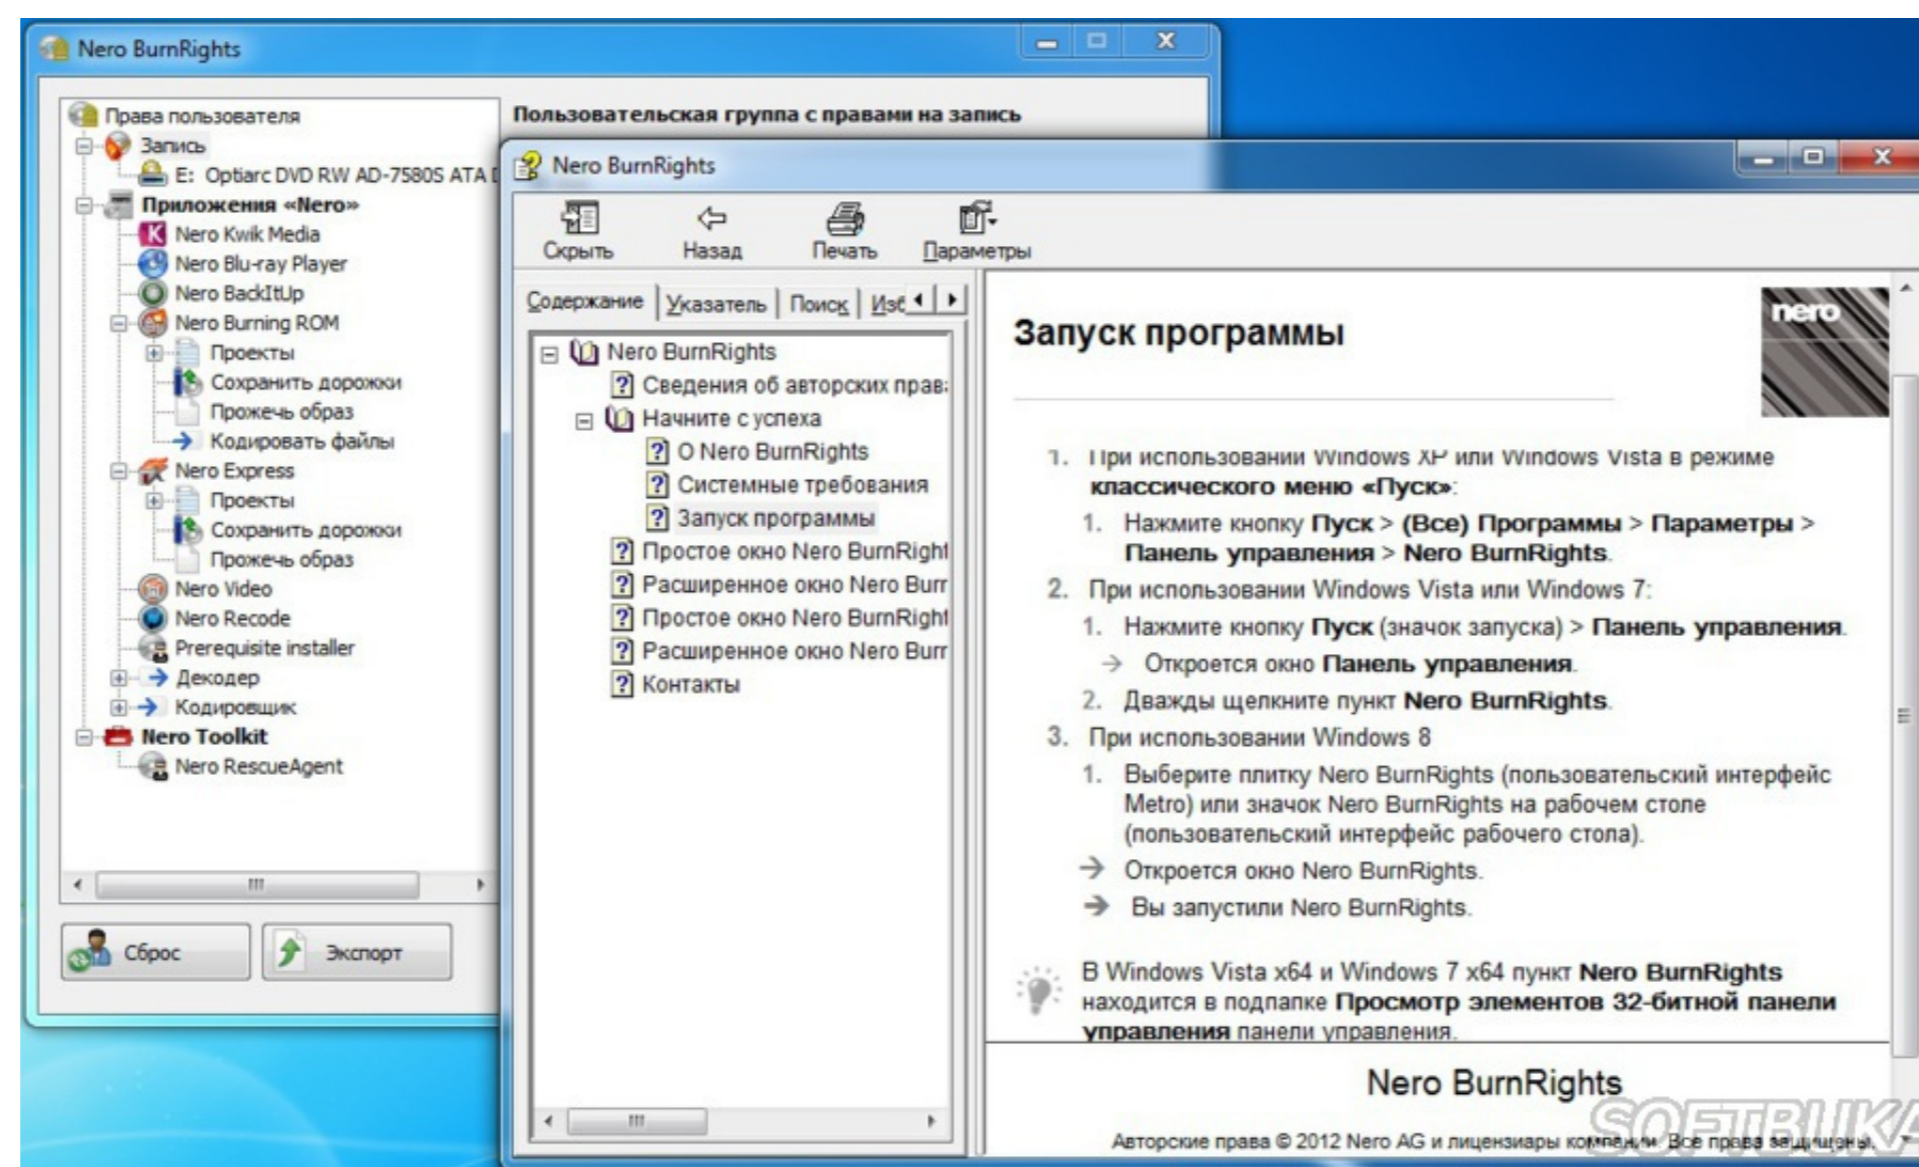 Nero BurnRights
Права пользователя
Запись
E: Optiarc DVD RW AD-7580S ATA
Приложения «Nero»
Nero Kwik Media
Nero Blu-ray Player
Nero BackItUp
Nero Burning ROM
Проекты
Сохранить дорожки
Прожечь образ
Кодировать файлы
Nero Express
Проекты
Сохранить дорожки
Прожечь образ
Nero Video
Nero Recode
Prerequisite installer
Декодер
Кодировщик
Nero Toolkit
Nero RescueAgent
Сброс
Экспорт
Пользовательская группа с правами на запись
Nero BurnRights
Скрыть Назад Печать Параметры
Содержание Указатель Поиск Изб
Nero BurnRights
Сведения об авторских прав
Начните с успеха
О Nero BurnRights
Системные требования
Запуск программы
Простое окно Nero BurnRight
Расширенное окно Nero Burr
Простое окно Nero BurnRight
Расширенное окно Nero Burr
Контакты
Запуск программы
nero
1. При использовании Windows XP или Windows Vista в режиме
классического меню «Пуск»:
1. Нажмите кнопку Пуск > (Все) Программы > Параметры >
Панель управления > Nero BurnRights.
2. При использовании Windows Vista или Windows 7:
1. Нажмите кнопку Пуск (значок запуска) > Панель управления.
→ Откроется окно Панель управления.
2. Дважды щелкните пункт Nero BurnRights.
3. При использовании Windows 8
1. Выберите плитку Nero BurnRights (пользовательский интерфейс
Metro) или значок Nero BurnRights на рабочем столе
(пользовательский интерфейс рабочего стола).
→ Откроется окно Nero BurnRights.
→ Вы запустили Nero BurnRights.
В Windows Vista x64 и Windows 7 x64 пункт Nero BurnRights
находится в подпапке Просмотр элементов 32-битной панели
управления панели управления.
Nero BurnRights
Авторские права © 2012 Nero AG и лицензиары компании. Все права защищены.
SOFTBUKA